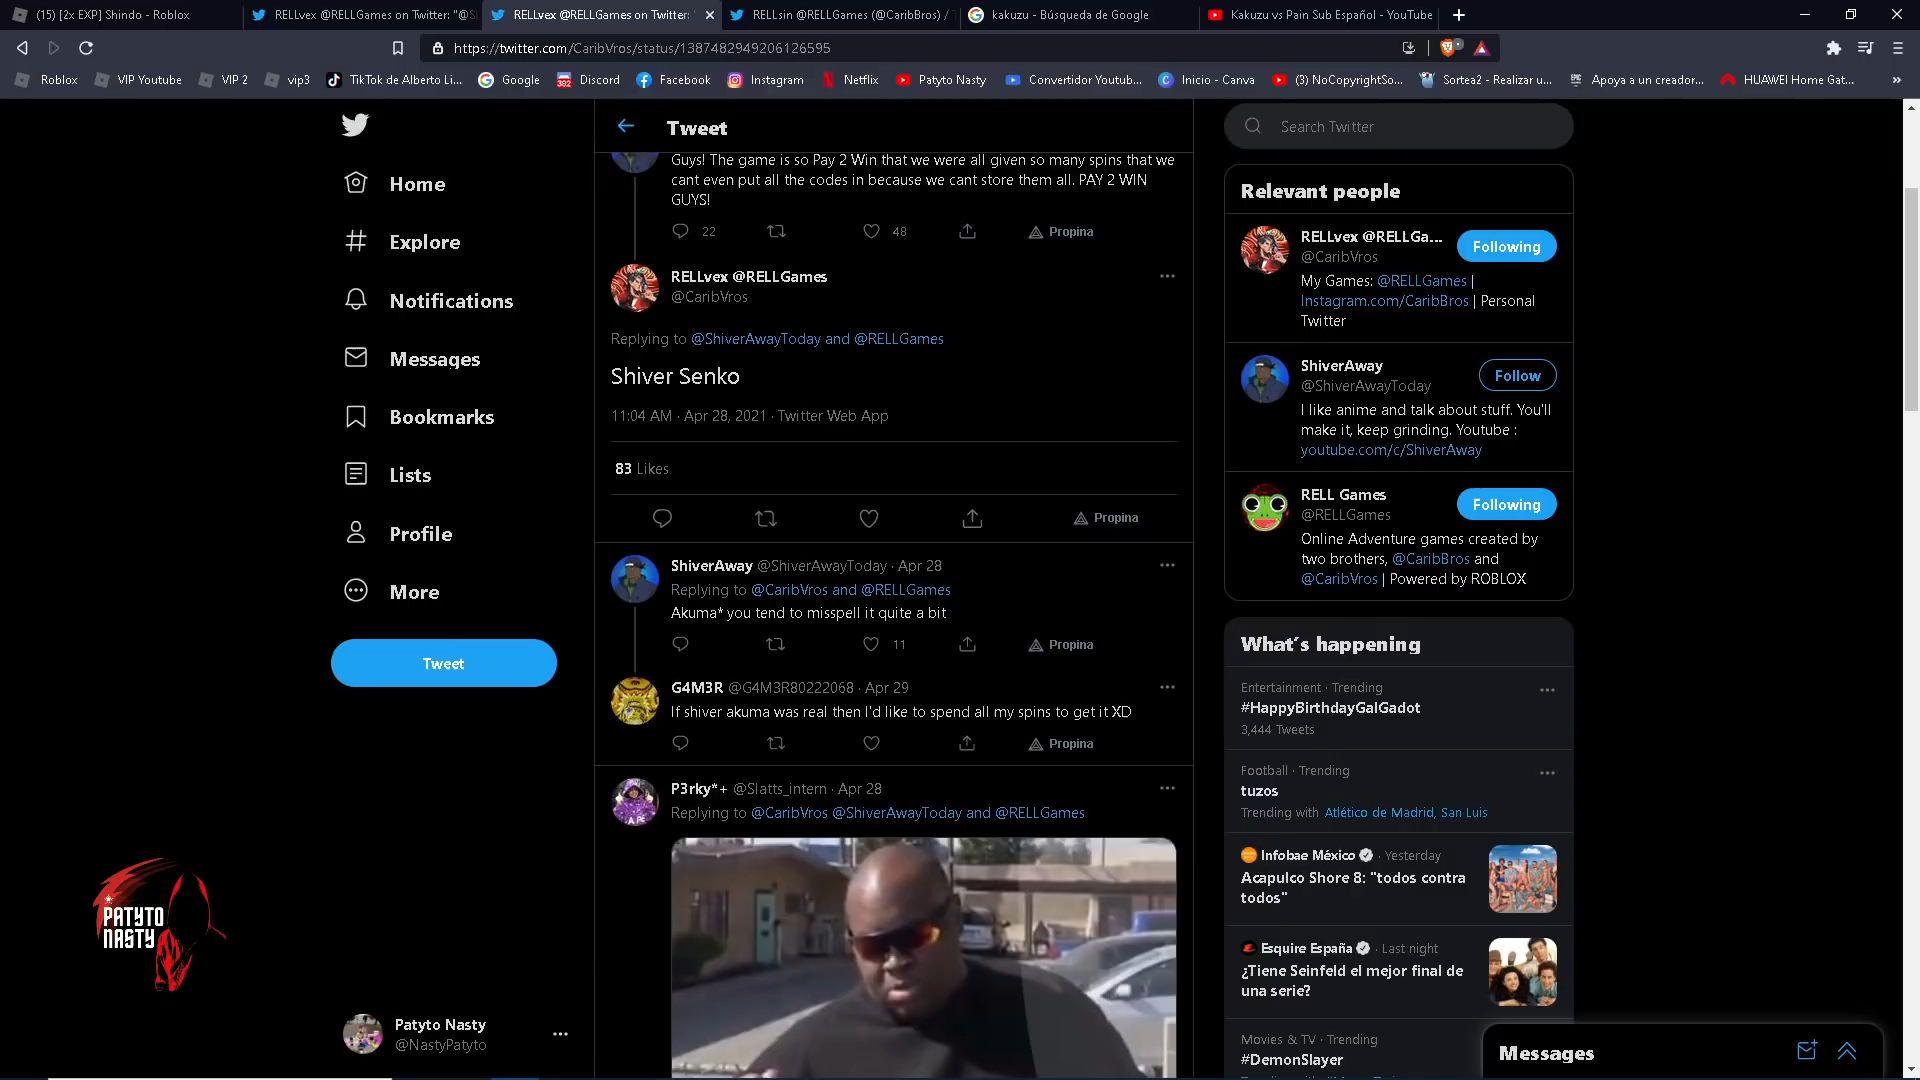 (15) [2x EXP] Shindo - Roblox
RELLvex @RELLGames on Twitter: "@S
RELLvex @RELLGames on Twitter: "
RELLsin @RELLGames (@CaribBros) /
kakuzu - Búsqueda de Google
Kakuzu vs Pain Sub Español - YouTube
https://twitter.com/CaribVros/status/1387482949206126595
Roblox
VIP Youtube
VIP 2
vip3
TikTok de Alberto Li...
Google
Discord
Facebook
Instagram
Netflix
Patyto Nasty
Convertidor Youtub...
Inicio - Canva
(3) NoCopyrightSo...
Sortea2 - Realizar u...
Apoya a un creador...
HUAWEI Home Gat...
Home
Explore
Notifications
Messages
Bookmarks
Lists
Profile
More
Tweet
PATYTO
NASTY
Patyto Nasty
@NastyPatyto
Tweet
Guys! The game is so Pay 2 Win that we were all given so many spins that we
cant even put all the codes in because we cant store them all. PAY 2 WIN
GUYS!
22
48
Propina
RELLvex @RELLGames
@CaribVros
Replying to @ShiverAwayToday and @RELLGames
Shiver Senko
11:04 AM · Apr 28, 2021 · Twitter Web App
83 Likes
Propina
ShiverAway @ShiverAwayToday · Apr 28
Replying to @CaribVros and @RELLGames
Akuma* you tend to misspell it quite a bit
11
Propina
G4M3R @G4M3R80222068 · Apr 29
If shiver akuma was real then I'd like to spend all my spins to get it XD
Propina
P3rky*+ @Slatts_intern · Apr 28
Replying to @CaribVros @ShiverAwayToday and @RELLGames
Search Twitter
Relevant people
RELLvex @RELLGa...
@CaribVros
Following
My Games: @RELLGames |
Instagram.com/CaribBros | Personal
Twitter
ShiverAway
@ShiverAwayToday
Follow
I like anime and talk about stuff. You'll
make it, keep grinding. Youtube :
youtube.com/c/ShiverAway
RELL Games
@RELLGames
Following
Online Adventure games created by
two brothers, @CaribBros and
@CaribVros | Powered by ROBLOX
What's happening
Entertainment · Trending
#HappyBirthdayGalGadot
3,444 Tweets
Football · Trending
tuzos
Trending with Atlético de Madrid, San Luis
Infobae México · Yesterday
Acapulco Shore 8: "todos contra
todos"
Esquire España · Last night
¿Tiene Seinfeld el mejor final de
una serie?
Movies & TV · Trending
#DemonSlayer
Messages